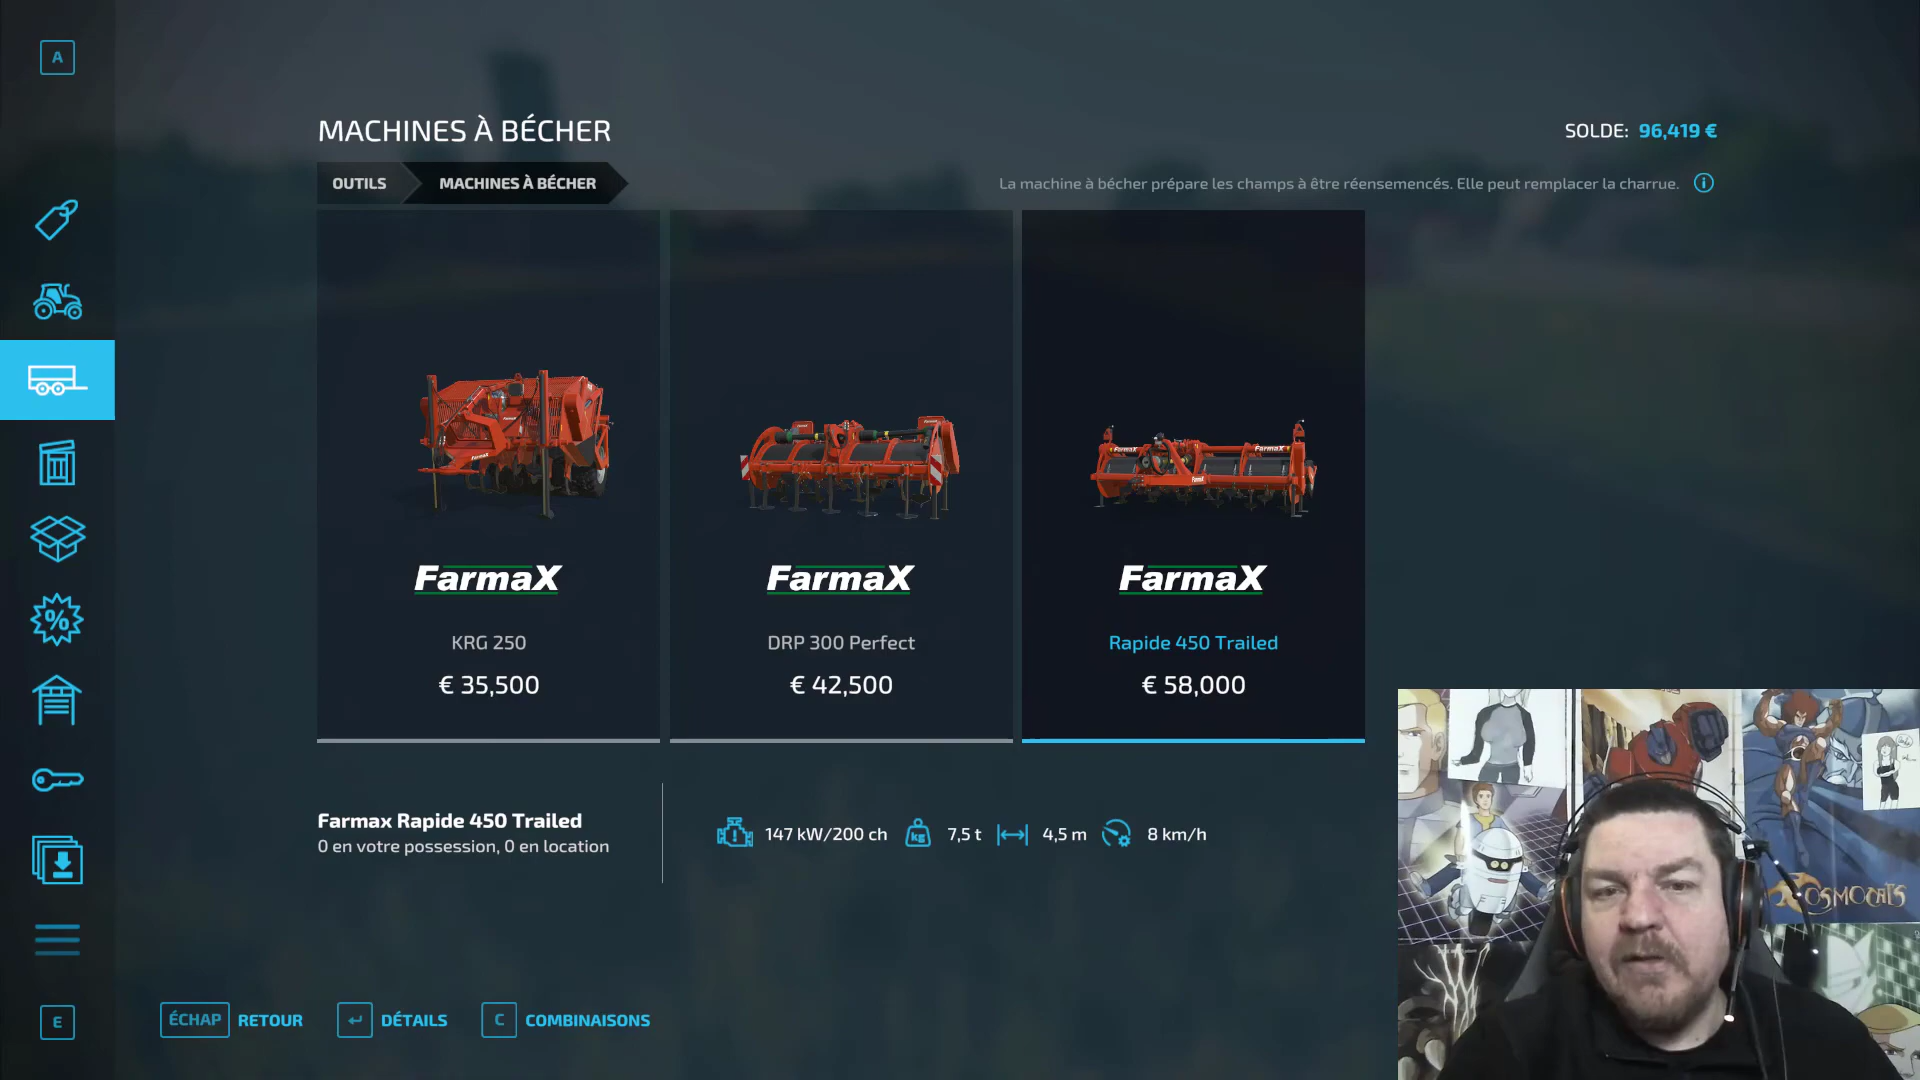 A
MACHINES À BÉCHER
SOLDE: 96,419 €
OUTILS
MACHINES À BÉCHER
La machine à bécher prépare les champs à être réensemencés. Elle peut remplacer la charrue.
FarmaX
KRG 250
€ 35,500
FarmaX
DRP 300 Perfect
€ 42,500
FarmaX
Rapide 450 Trailed
€ 58,000
Farmax Rapide 450 Trailed
0 en votre possession, 0 en location
147 kW/200 ch
kg
7,5 t
4,5 m
8 km/h
%
E
ÉCHAP RETOUR
DÉTAILS
C COMBINAISONS